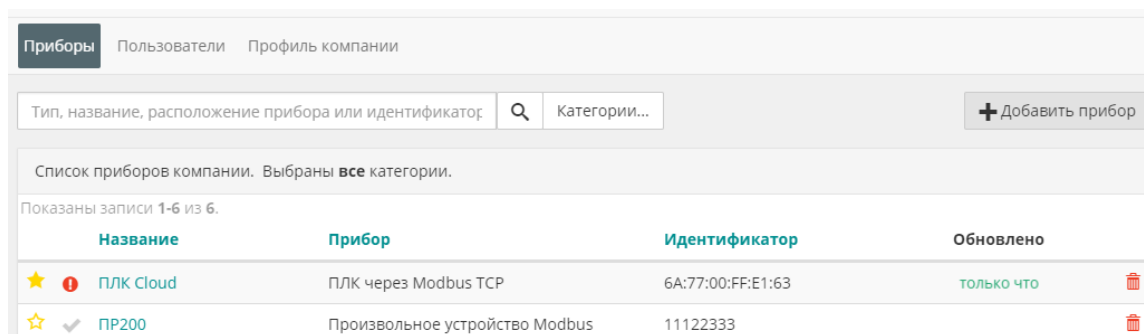 Приборы Пользователи Профиль компании
Тип, название, расположение прибора или идентификатор Категории... Добавить прибор
Список приборов компании. Выбраны все категории.
Показаны записи 1-6 из 6.
Название Прибор Идентификатор Обновлено
ПЛК Cloud ПЛК через Modbus TCP 6A:77:00:FF:E1:63 только что
ПР200 Произвольное устройство Modbus 11122333